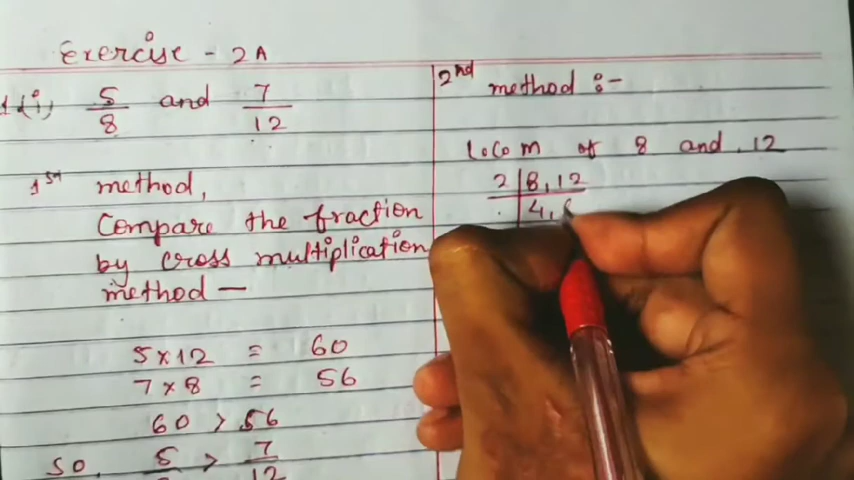 Exercise - 2A
1 (i) 5/8 and 7/12
1st method,
Compare the fraction
by cross multiplication
method —
5 × 12 = 60
7 × 8 = 56
60 > 56
so, 5 > 7/12
2nd method :-
L.C.M of 8 and 12
2 | 8, 12
4, 6